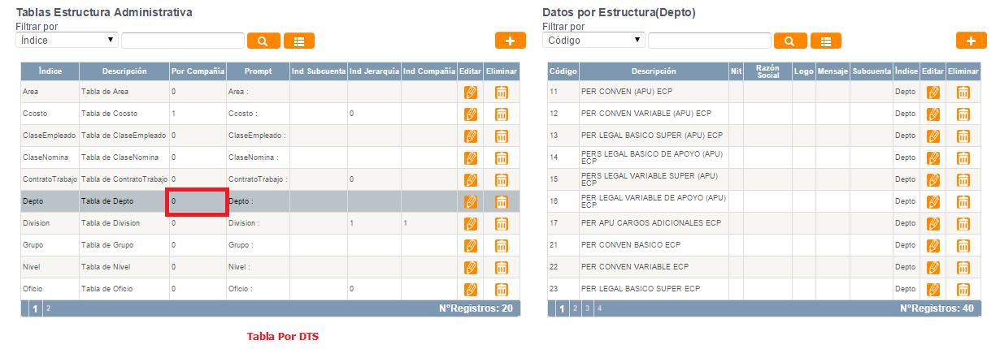 Tablas Estructura Administrativa
Filtrar por
Índice
Índice Descripción Por Compañía Prompt Ind Subcuenta Ind Jerarquía Ind Compañía Editar Eliminar
Area Tabla de Area 0 Area :
Ccosto Tabla de Ccosto 1 Ccosto : 0
ClaseEmpleado Tabla de ClaseEmpleado 0 ClaseEmpleado :
ClaseNomina Tabla de ClaseNomina 0 ClaseNomina :
ContratoTrabajo Tabla de ContratoTrabajo 0 ContratoTrabajo : 0
Depto Tabla de Depto 0 Depto :
Division Tabla de Division 0 Division : 1 1
Grupo Tabla de Grupo 0 Grupo :
Nivel Tabla de Nivel 0 Nivel :
Oficio Tabla de Oficio 0 Oficio : 0
1 2 N°Registros: 20
Tabla Por DTS
Datos por Estructura(Depto)
Filtrar por
Código
Código Descripción Nit Razón Social Logo Mensaje Subcuenta Índice Editar Eliminar
11 PER CONVEN (APU) ECP Depto
12 PER CONVEN VARIABLE (APU) ECP Depto
13 PER LEGAL BASICO SUPER (APU) ECP Depto
14 PERS LEGAL BASICO DE APOYO (APU) ECP Depto
15 PERS LEGAL VARIABLE SUPER (APU) ECP Depto
16 PER LEGAL VARIABLE DE APOYO (APU) ECP Depto
17 PER APU CARGOS ADICIONALES ECP Depto
21 PER CONVEN BASICO ECP Depto
22 PER CONVEN VARIABLE ECP Depto
23 PER LEGAL BASICO SUPER ECP Depto
1 2 3 4 N°Registros: 40